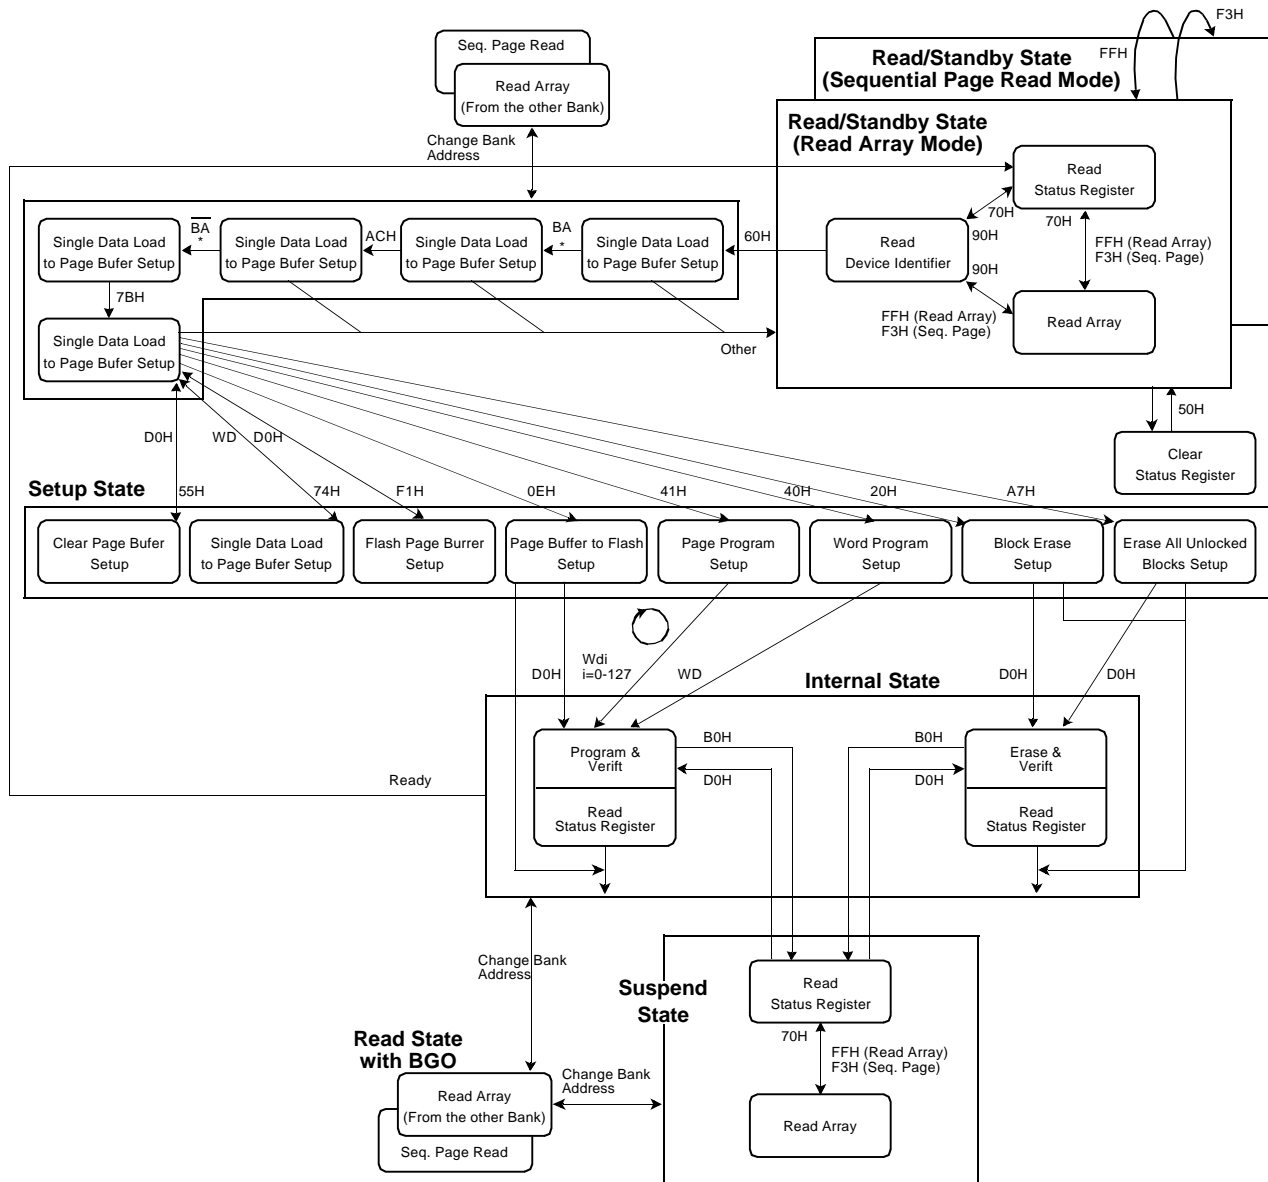 F3H
Seq. Page Read
Read Array
(From the other Bank)
Change Bank
Address
Read/Standby State
(Sequential Page Read Mode)
FFH
Read/Standby State
(Read Array Mode)
Read
Status Register
70H
70H
90H
Read
Device Identifier
90H
FFH (Read Array)
F3H (Seq. Page)
FFH (Read Array)
F3H (Seq. Page)
Read Array
60H
Single Data Load
to Page Bufer Setup
BA
*
Single Data Load
to Page Bufer Setup
ACH
Single Data Load
to Page Bufer Setup
BA
*
Single Data Load
to Page Bufer Setup
7BH
Single Data Load
to Page Bufer Setup
Other
50H
Clear
Status Register
D0H
WD
D0H
Setup State
55H
74H
F1H
0EH
41H
40H
20H
A7H
Clear Page Bufer
Setup
Single Data Load
to Page Bufer Setup
Flash Page Burrer
Setup
Page Buffer to Flash
Setup
Page Program
Setup
Word Program
Setup
Block Erase
Setup
Erase All Unlocked
Blocks Setup
D0H
Wdi
i=0-127
WD
D0H
D0H
Internal State
Program &
Verift
Read
Status Register
B0H
D0H
B0H
D0H
Erase &
Verift
Read
Status Register
Ready
Change Bank
Address
Suspend
State
Read
Status Register
70H
FFH (Read Array)
F3H (Seq. Page)
Read Array
Read State
with BGO
Change Bank
Address
Read Array
(From the other Bank)
Seq. Page Read